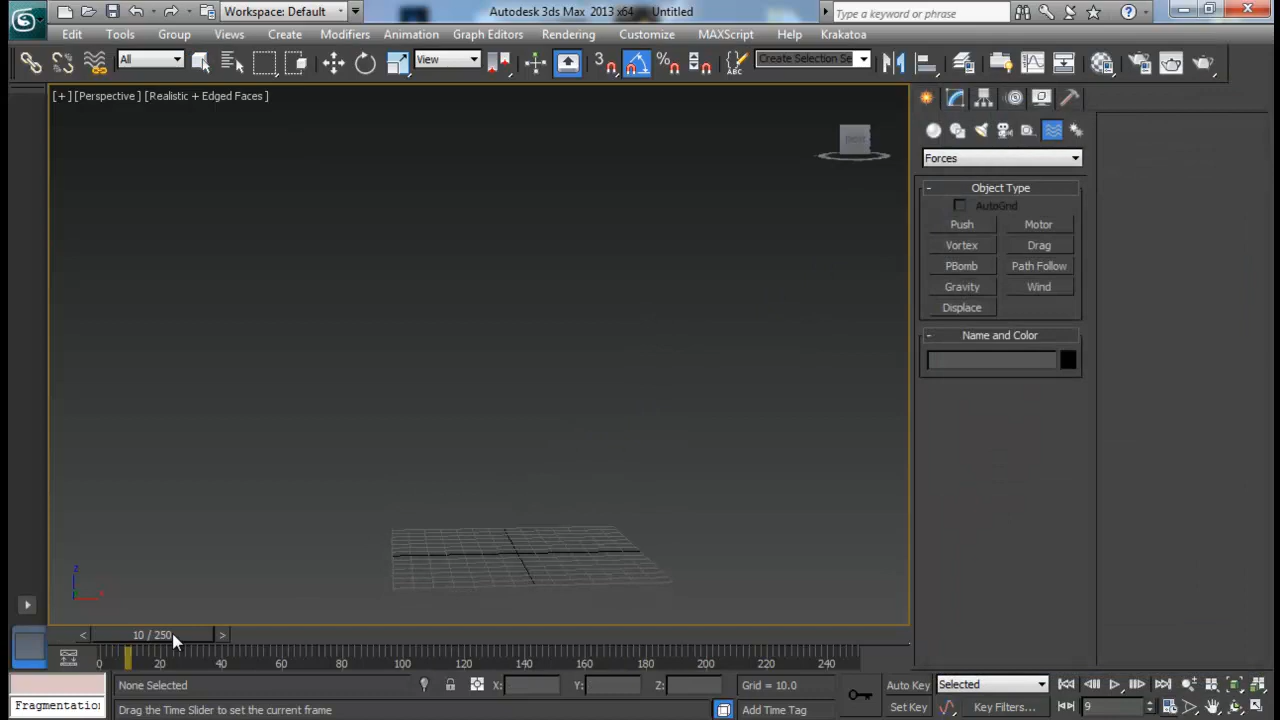 Workspace: Default
Autodesk 3ds Max 2013 x64 - Untitled
Type a keyword or phrase
Edit Tools Group Views Create Modifiers Animation Graph Editors Rendering Customize MAXScript Help Krakatoa
All View 3 % ABC Create Selection Se
[+] [Perspective] [Realistic + Edged Faces]
Forces
- Object Type
AutoGrid
Push Motor
Vortex Drag
PBomb Path Follow
Gravity Wind
Displace
- Name and Color
z
x
< 10 / 250 >
0 20 40 60 80 100 120 140 160 180 200 220 240
None Selected X: Y: Z: Grid = 10.0 Auto Key Selected
Fragmentation Drag the Time Slider to set the current frame Add Time Tag Set Key Key Filters... 9